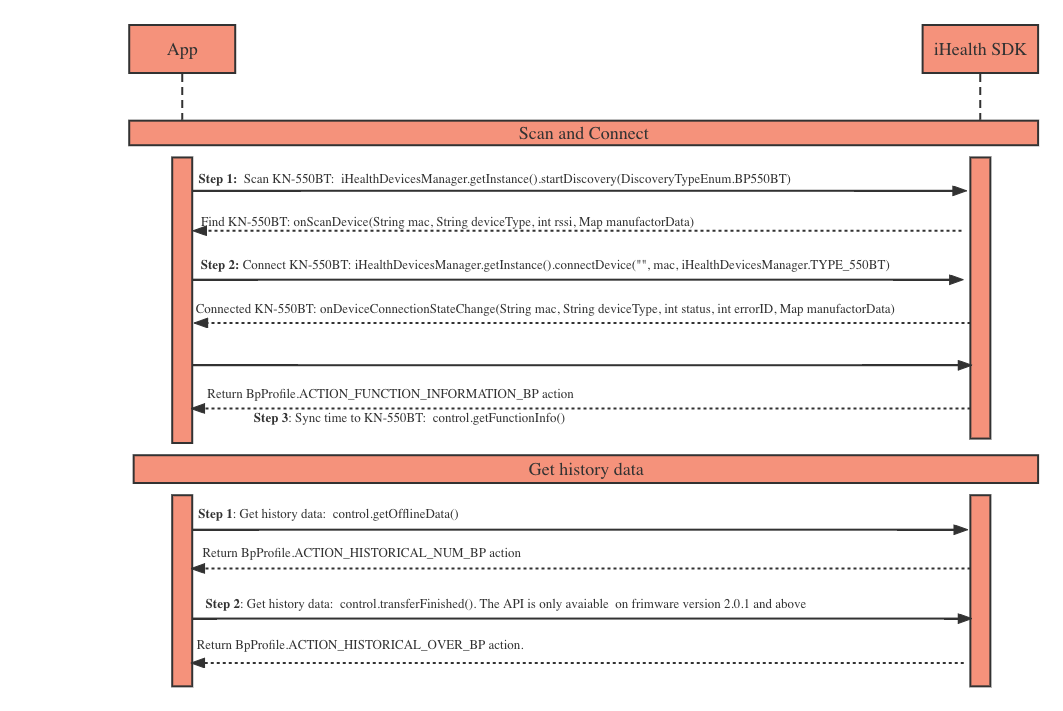 App
iHealth SDK
Scan and Connect
Step 1:  Scan KN-550BT:  iHealthDevicesManager.getInstance().startDiscovery(DiscoveryTypeEnum.BP550BT)
Find KN-550BT: onScanDevice(String mac, String deviceType, int rssi, Map manufactorData)
Step 2: Connect KN-550BT: iHealthDevicesManager.getInstance().connectDevice("", mac, iHealthDevicesManager.TYPE_550BT)
Connected KN-550BT: onDeviceConnectionStateChange(String mac, String deviceType, int status, int errorID, Map manufactorData)
Return BpProfile.ACTION_FUNCTION_INFORMATION_BP action
Step 3: Sync time to KN-550BT:  control.getFunctionInfo()
Get history data
Step 1: Get history data:  control.getOfflineData()
Return BpProfile.ACTION_HISTORICAL_NUM_BP action
Step 2: Get history data:  control.transferFinished(). The API is only avaiable  on frimware version 2.0.1 and above
Return BpProfile.ACTION_HISTORICAL_OVER_BP action.